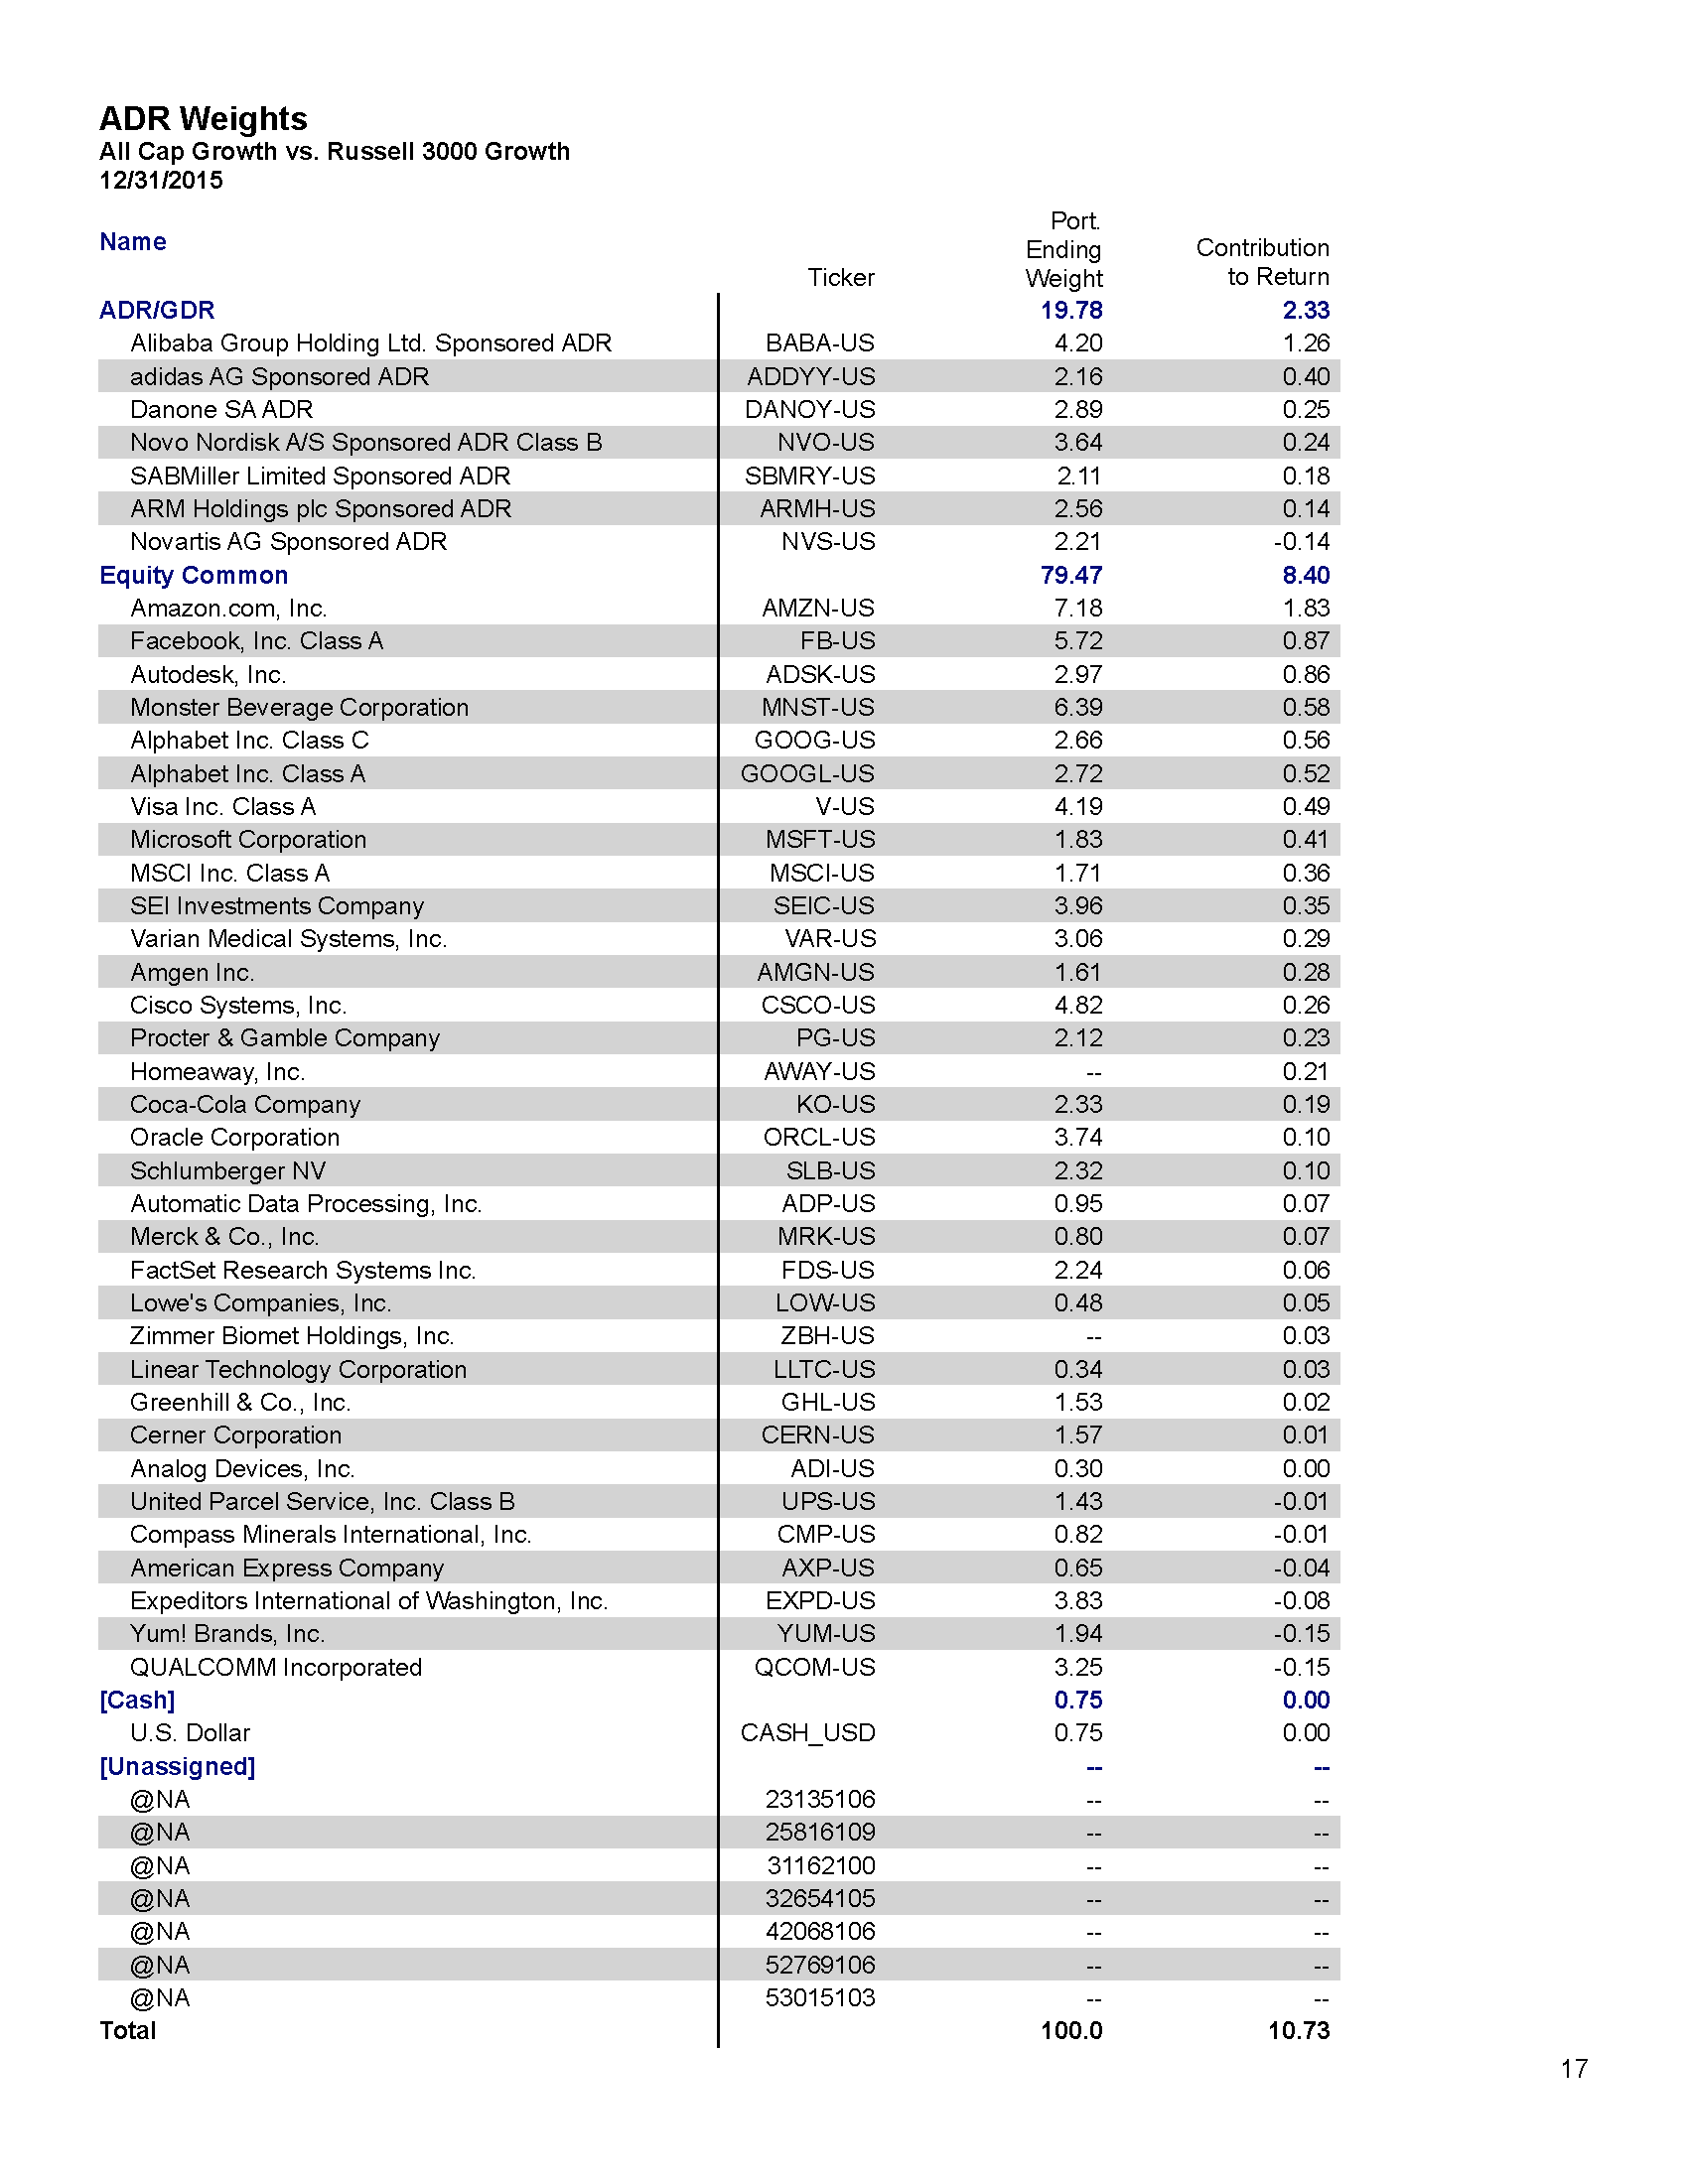 ADR Weights
All Cap Growth vs. Russell 3000 Growth
12/31/2015
Name Ticker Port. Ending Weight Contribution to Return
ADR/GDR 19.78 2.33
Alibaba Group Holding Ltd. Sponsored ADR BABA-US 4.20 1.26
adidas AG Sponsored ADR ADDYY-US 2.16 0.40
Danone SA ADR DANOY-US 2.89 0.25
Novo Nordisk A/S Sponsored ADR Class B NVO-US 3.64 0.24
SABMiller Limited Sponsored ADR SBMRY-US 2.11 0.18
ARM Holdings plc Sponsored ADR ARMH-US 2.56 0.14
Novartis AG Sponsored ADR NVS-US 2.21 -0.14
Equity Common 79.47 8.40
Amazon.com, Inc. AMZN-US 7.18 1.83
Facebook, Inc. Class A FB-US 5.72 0.87
Autodesk, Inc. ADSK-US 2.97 0.86
Monster Beverage Corporation MNST-US 6.39 0.58
Alphabet Inc. Class C GOOG-US 2.66 0.56
Alphabet Inc. Class A GOOGL-US 2.72 0.52
Visa Inc. Class A V-US 4.19 0.49
Microsoft Corporation MSFT-US 1.83 0.41
MSCI Inc. Class A MSCI-US 1.71 0.36
SEI Investments Company SEIC-US 3.96 0.35
Varian Medical Systems, Inc. VAR-US 3.06 0.29
Amgen Inc. AMGN-US 1.61 0.28
Cisco Systems, Inc. CSCO-US 4.82 0.26
Procter & Gamble Company PG-US 2.12 0.23
Homeaway, Inc. AWAY-US -- 0.21
Coca-Cola Company KO-US 2.33 0.19
Oracle Corporation ORCL-US 3.74 0.10
Schlumberger NV SLB-US 2.32 0.10
Automatic Data Processing, Inc. ADP-US 0.95 0.07
Merck & Co., Inc. MRK-US 0.80 0.07
FactSet Research Systems Inc. FDS-US 2.24 0.06
Lowe's Companies, Inc. LOW-US 0.48 0.05
Zimmer Biomet Holdings, Inc. ZBH-US -- 0.03
Linear Technology Corporation LLTC-US 0.34 0.03
Greenhill & Co., Inc. GHL-US 1.53 0.02
Cerner Corporation CERN-US 1.57 0.01
Analog Devices, Inc. ADI-US 0.30 0.00
United Parcel Service, Inc. Class B UPS-US 1.43 -0.01
Compass Minerals International, Inc. CMP-US 0.82 -0.01
American Express Company AXP-US 0.65 -0.04
Expeditors International of Washington, Inc. EXPD-US 3.83 -0.08
Yum! Brands, Inc. YUM-US 1.94 -0.15
QUALCOMM Incorporated QCOM-US 3.25 -0.15
[Cash] 0.75 0.00
U.S. Dollar CASH_USD 0.75 0.00
[Unassigned] -- --
@NA 23135106 -- --
@NA 25816109 -- --
@NA 31162100 -- --
@NA 32654105 -- --
@NA 42068106 -- --
@NA 52769106 -- --
@NA 53015103 -- --
Total 100.0 10.73
17